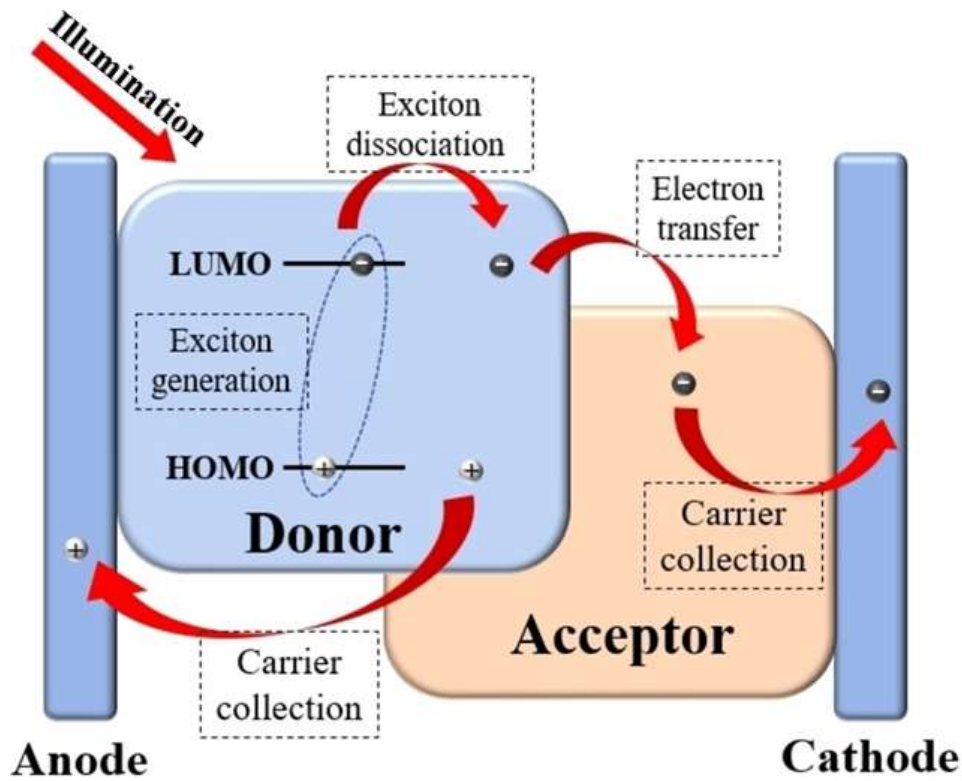 Illumination
Exciton
dissociation
Electron
transfer
LUMO
Exciton
generation
HOMO
Donor
Carrier
collection
Acceptor
Carrier
collection
Anode
Cathode